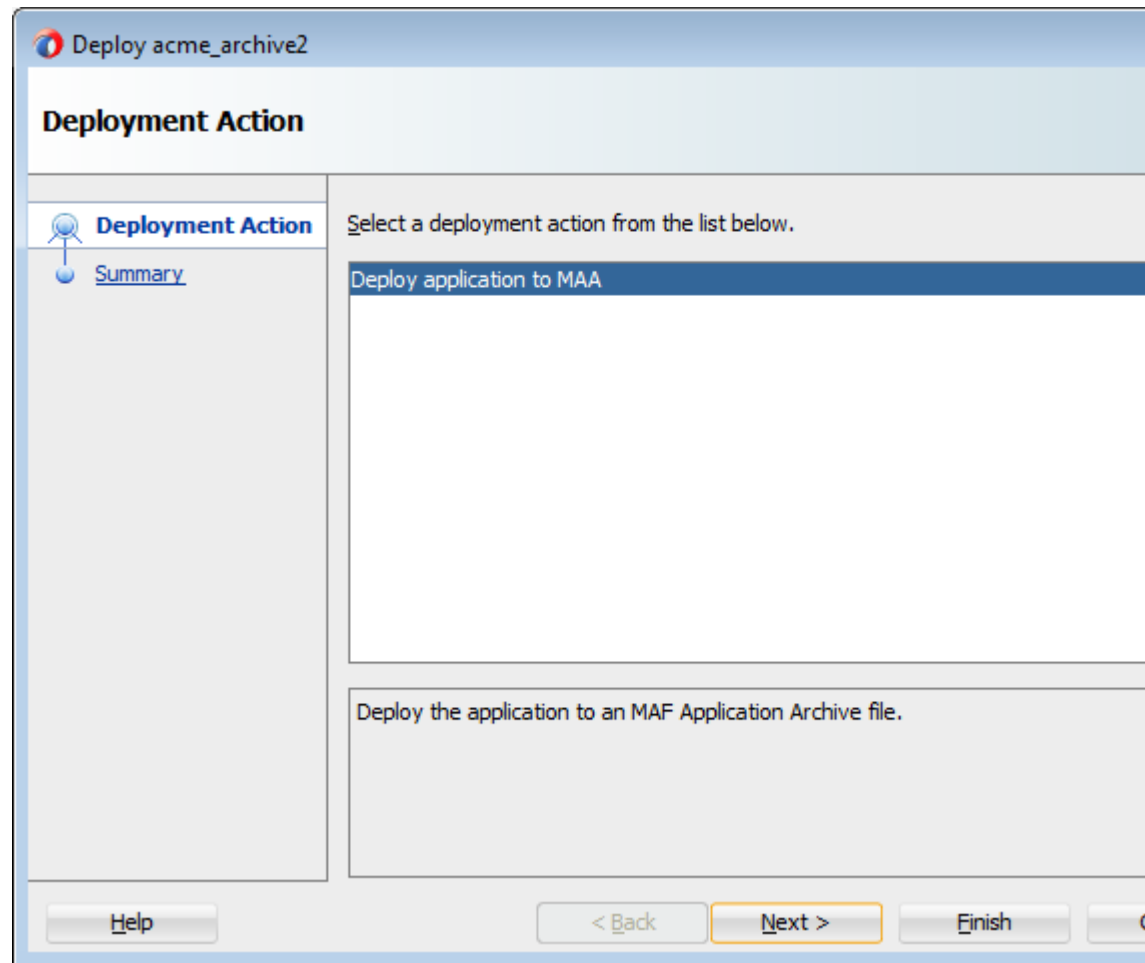 Deploy acme_archive2
Deployment Action
Deployment Action
Summary
Select a deployment action from the list below.
Deploy application to MAA
Deploy the application to an MAF Application Archive file.
Help
< Back
Next >
Finish